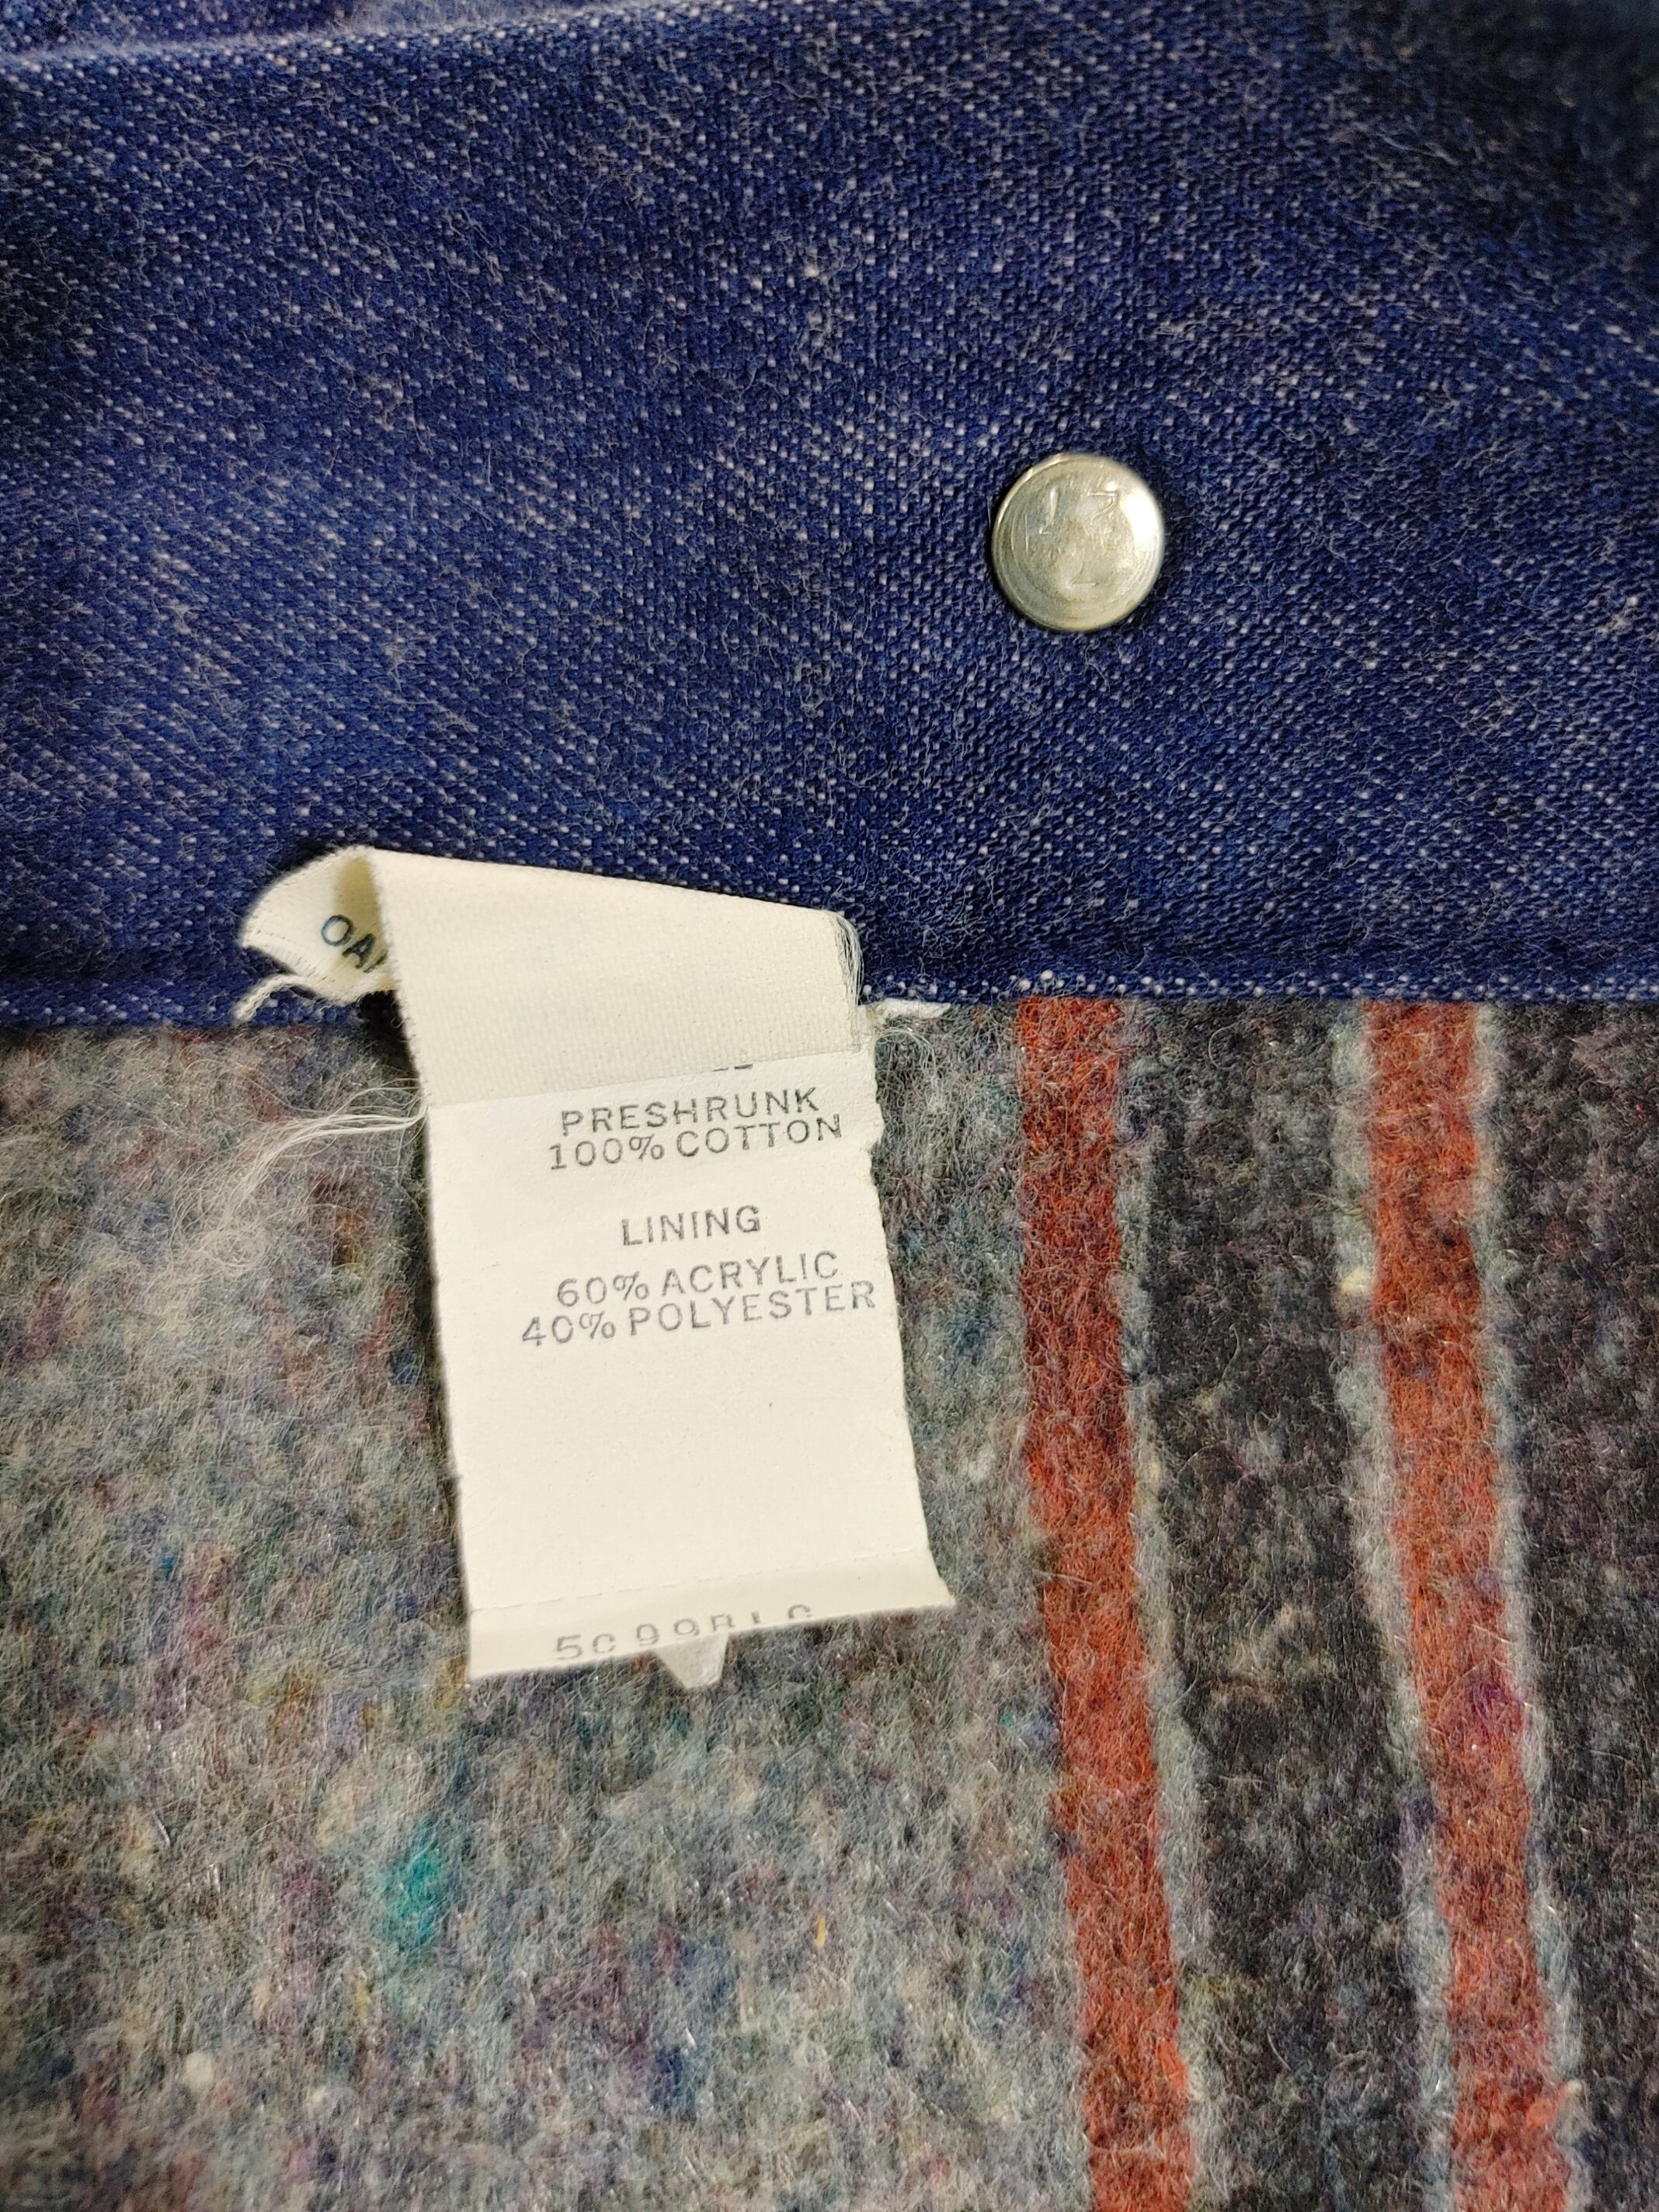 PRESHRUNK
100% COTTON
LINING
60% ACRYLIC
40% POLYESTER